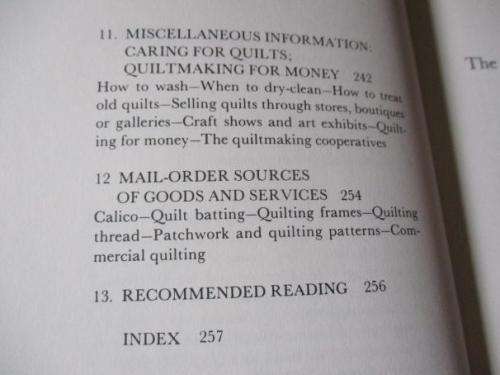 11. MISCELLANEOUS INFORMATION:
CARING FOR QUILTS;
QUILTMAKING FOR MONEY 242
How to wash—When to dry-clean—How to treat
old quilts—Selling quilts through stores, boutiques
or galleries—Craft shows and art exhibits—Quilt-
ing for money—The quiltmaking cooperatives
12 MAIL-ORDER SOURCES
OF GOODS AND SERVICES 254
Calico—Quilt batting—Quilting frames—Quilting
thread—Patchwork and quilting patterns—Com-
mercial quilting
13. RECOMMENDED READING 256
INDEX 257
The